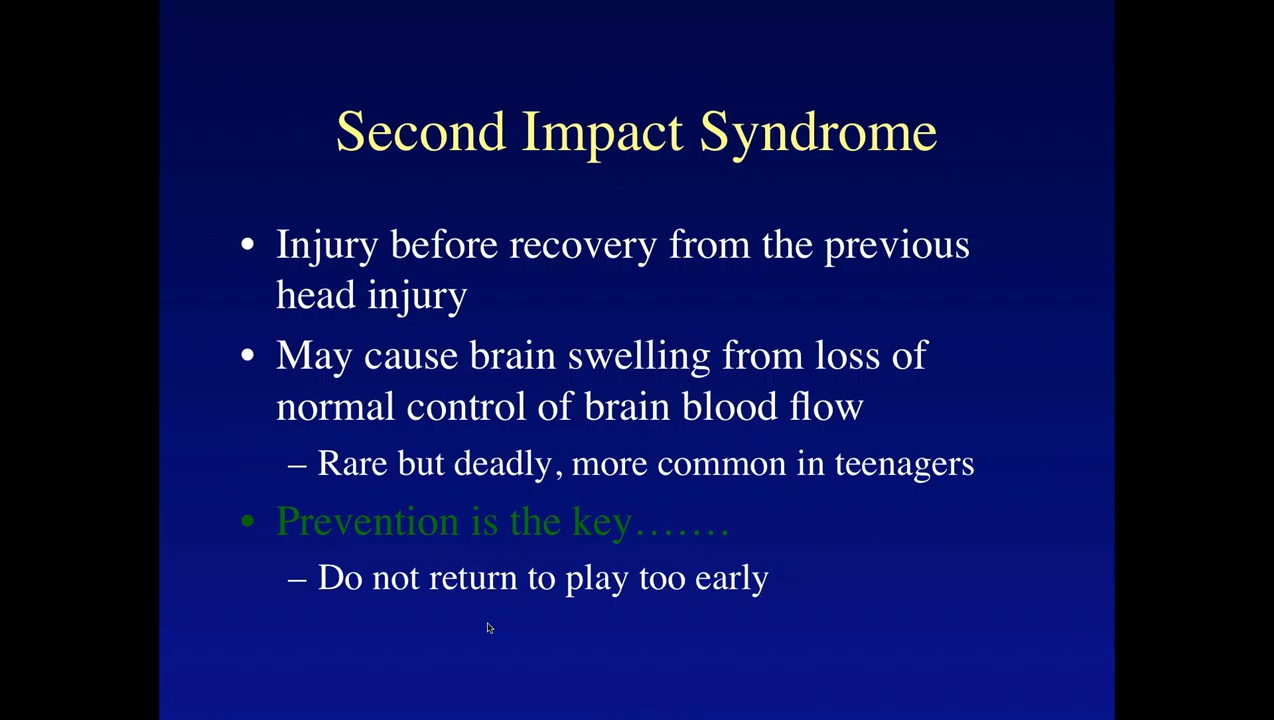 Second Impact Syndrome
• Injury before recovery from the previous
head injury
• May cause brain swelling from loss of
normal control of brain blood flow
– Rare but deadly, more common in teenagers
• Prevention is the key…….
– Do not return to play too early